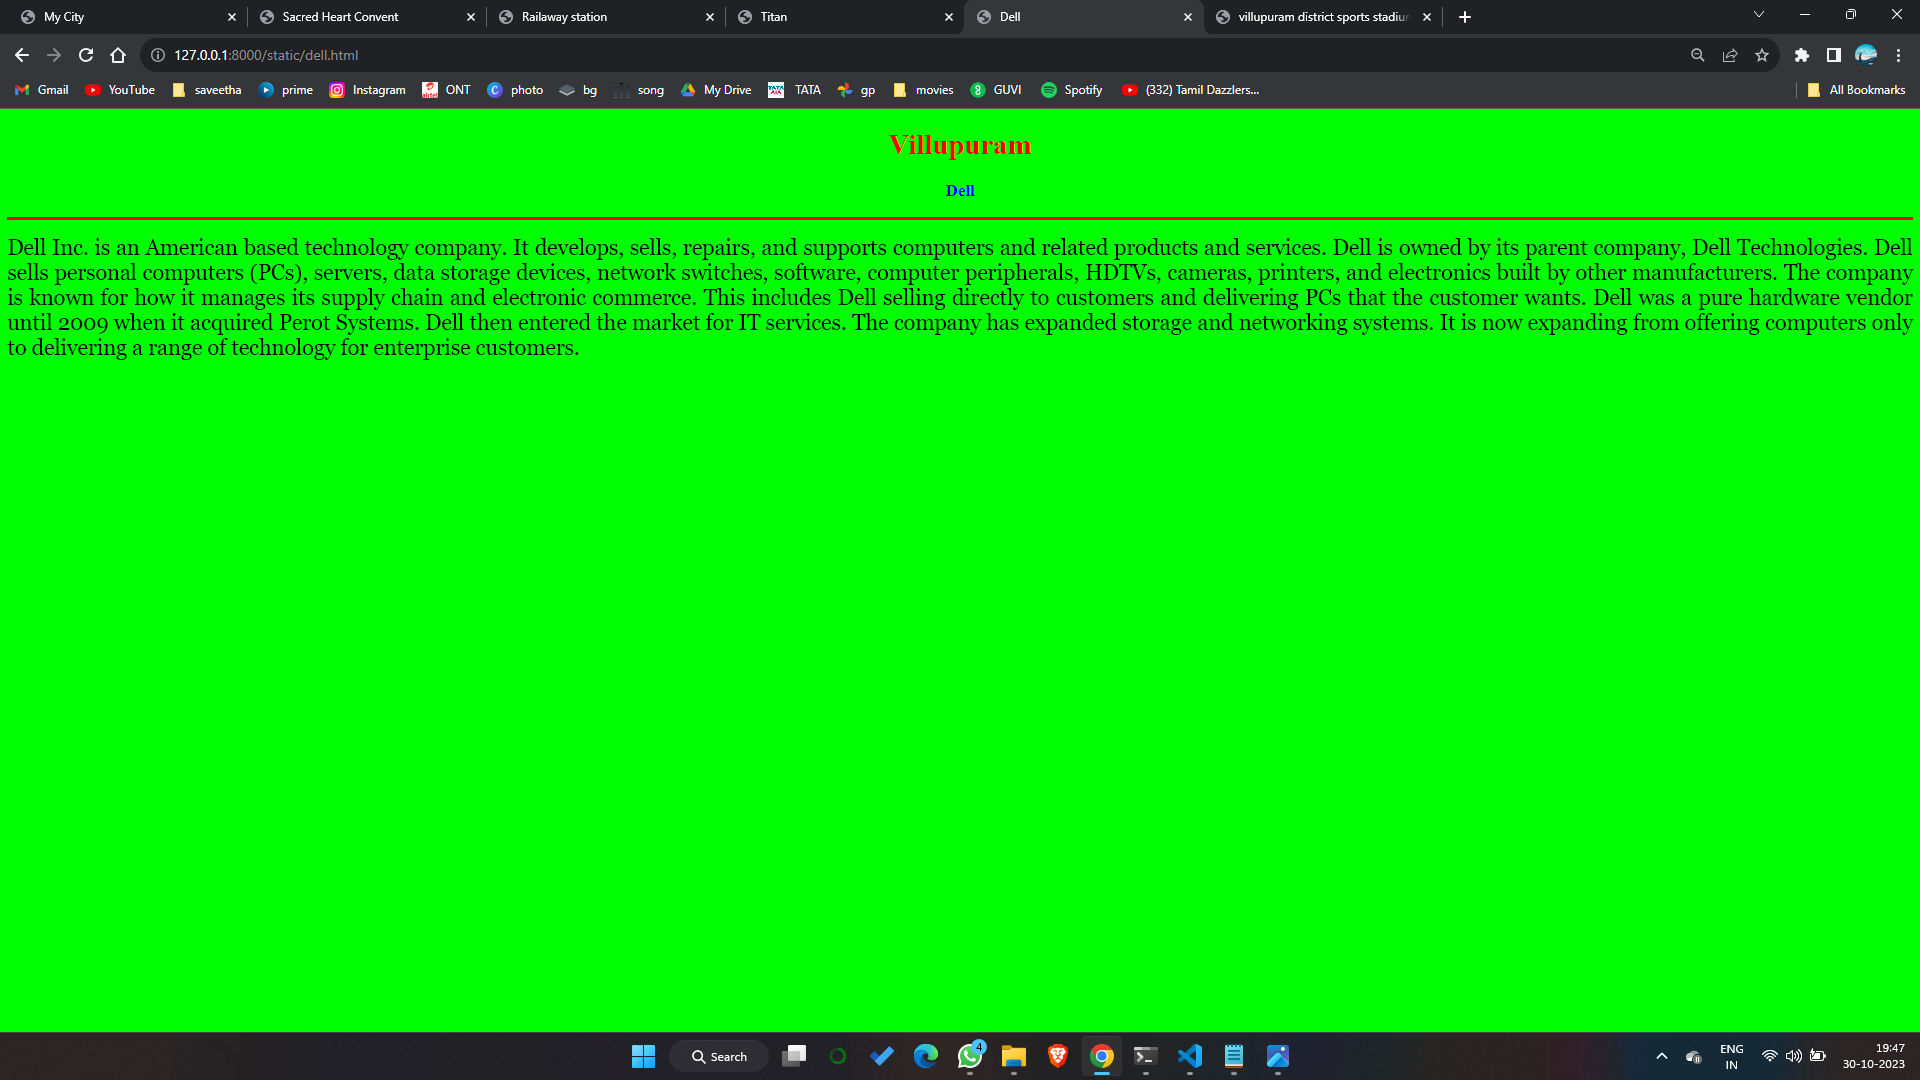 My City
Sacred Heart Convent
Railaway station
Titan
Dell
villupuram district sports stadiur
127.0.0.1:8000/static/dell.html
Gmail
YouTube
saveetha
prime
Instagram
ONT
photo
bg
song
My Drive
TATA
gp
movies
GUVI
Spotify
(332) Tamil Dazzlers...
All Bookmarks
Villupuram
Dell
Dell Inc. is an American based technology company. It develops, sells, repairs, and supports computers and related products and services. Dell is owned by its parent company, Dell Technologies. Dell
sells personal computers (PCs), servers, data storage devices, network switches, software, computer peripherals, HDTVs, cameras, printers, and electronics built by other manufacturers. The company
is known for how it manages its supply chain and electronic commerce. This includes Dell selling directly to customers and delivering PCs that the customer wants. Dell was a pure hardware vendor
until 2009 when it acquired Perot Systems. Dell then entered the market for IT services. The company has expanded storage and networking systems. It is now expanding from offering computers only
to delivering a range of technology for enterprise customers.
Search
4
ENG
IN
19:47
30-10-2023